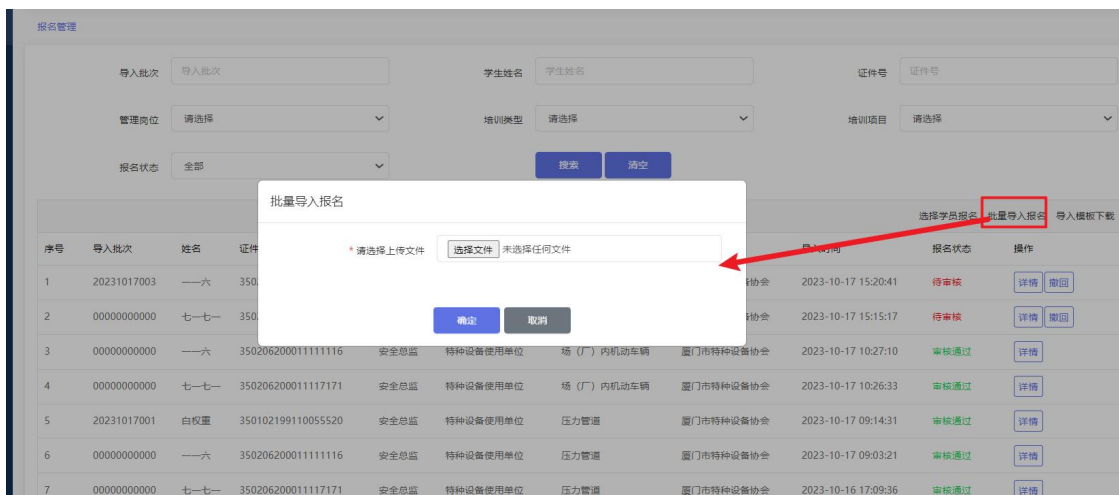 报名管理
导入批次 导入批次 学生姓名 学生姓名 证件号 证件号
管理岗位 请选择 培训类型 请选择 培训项目 请选择
报名状态 全部 搜索 清空
批量导入报名
选择学员报名 批量导入报名 导入模板下载
序号 导入批次 姓名 证件 导入时间 报名状态 操作
* 请选择上传文件 选择文件 未选择任何文件
1 20231017003 一一六 350 备协会 2023-10-17 15:20:41 待审核 详情 撤回
确定 取消
2 00000000000 七一七一 350 备协会 2023-10-17 15:15:17 待审核 详情 撤回
3 00000000000 一一六 350206200011111116 安全总监 特种设备使用单位 场（厂）内机动车辆 厦门市特种设备协会 2023-10-17 10:27:10 审核通过 详情
4 00000000000 七一七一 350206200011117171 安全总监 特种设备使用单位 场（厂）内机动车辆 厦门市特种设备协会 2023-10-17 10:26:33 审核通过 详情
5 20231017001 白权重 350102199110055520 安全总监 特种设备使用单位 压力管道 厦门市特种设备协会 2023-10-17 09:14:31 审核通过 详情
6 00000000000 一一六 350206200011111116 安全总监 特种设备使用单位 压力管道 厦门市特种设备协会 2023-10-17 09:03:21 审核通过 详情
7 00000000000 七一七一 350206200011117171 安全总监 特种设备使用单位 压力管道 厦门市特种设备协会 2023-10-16 17:09:36 审核通过 详情